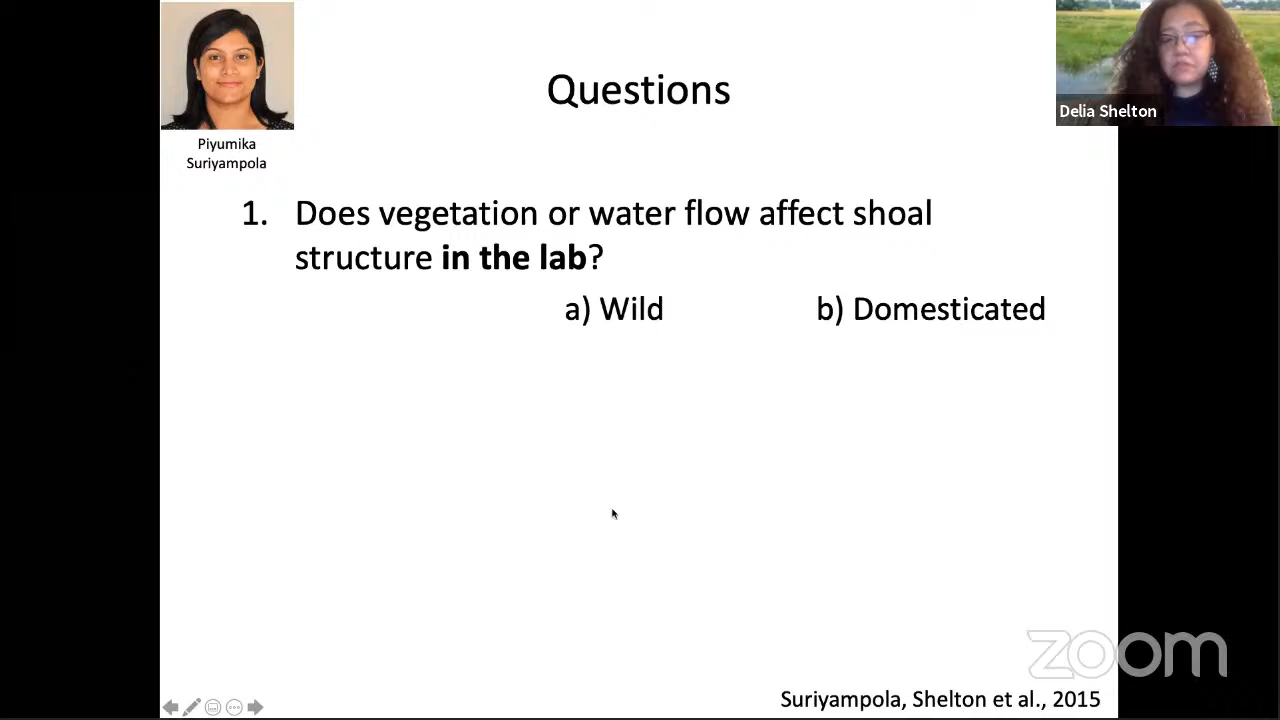 Questions
Delia Shelton
Piyumika
Suriyampola
1. Does vegetation or water flow affect shoal
structure in the lab?
a) Wild b) Domesticated
zoom
Suriyampola, Shelton et al., 2015